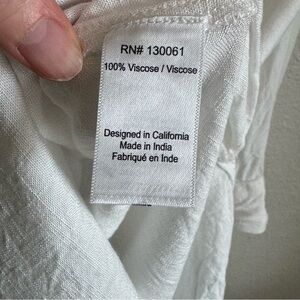 RN# 130061
100% Viscose / Viscose
Designed in California
Made in India
Fabriqué en Inde